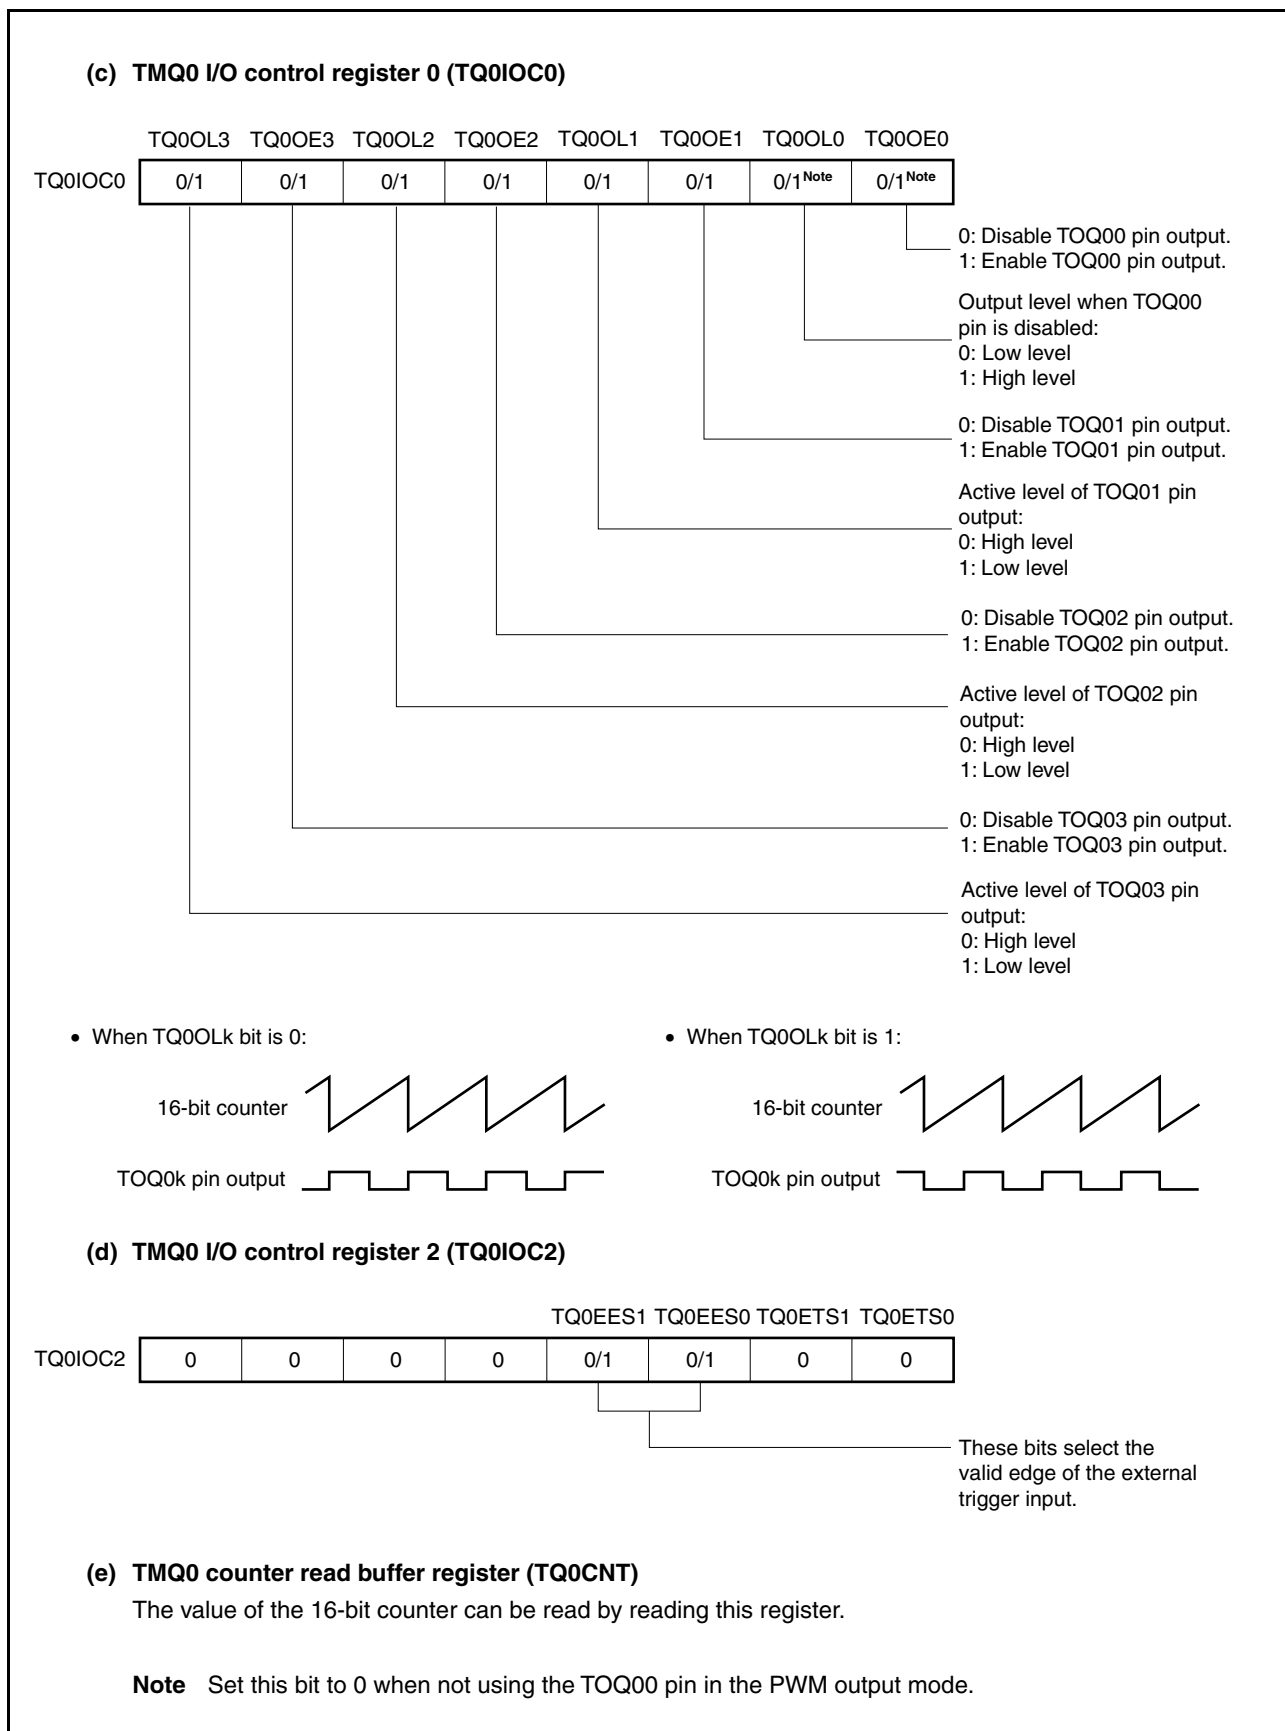 (c) TMQ0 I/O control register 0 (TQ0IOC0)
TQ0OL3 TQ0OE3 TQ0OL2 TQ0OE2 TQ0OL1 TQ0OE1 TQ0OL0 TQ0OE0
TQ0IOC0 0/1 0/1 0/1 0/1 0/1 0/1 0/1Note 0/1Note
0: Disable TOQ00 pin output.
1: Enable TOQ00 pin output.
Output level when TOQ00
pin is disabled:
0: Low level
1: High level
0: Disable TOQ01 pin output.
1: Enable TOQ01 pin output.
Active level of TOQ01 pin
output:
0: High level
1: Low level
0: Disable TOQ02 pin output.
1: Enable TOQ02 pin output.
Active level of TOQ02 pin
output:
0: High level
1: Low level
0: Disable TOQ03 pin output.
1: Enable TOQ03 pin output.
Active level of TOQ03 pin
output:
0: High level
1: Low level
• When TQ0OLk bit is 0:
16-bit counter
TOQ0k pin output
• When TQ0OLk bit is 1:
16-bit counter
TOQ0k pin output
(d) TMQ0 I/O control register 2 (TQ0IOC2)
TQ0EES1 TQ0EES0 TQ0ETS1 TQ0ETS0
TQ0IOC2 0 0 0 0 0/1 0/1 0 0
These bits select the
valid edge of the external
trigger input.
(e) TMQ0 counter read buffer register (TQ0CNT)
The value of the 16-bit counter can be read by reading this register.
Note Set this bit to 0 when not using the TOQ00 pin in the PWM output mode.